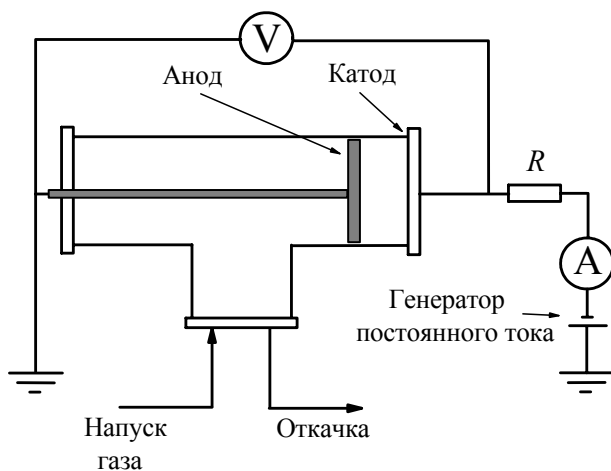 V
Анод
Катод
R
A
Генератор
постоянного тока
Напуск
газа
Откачка